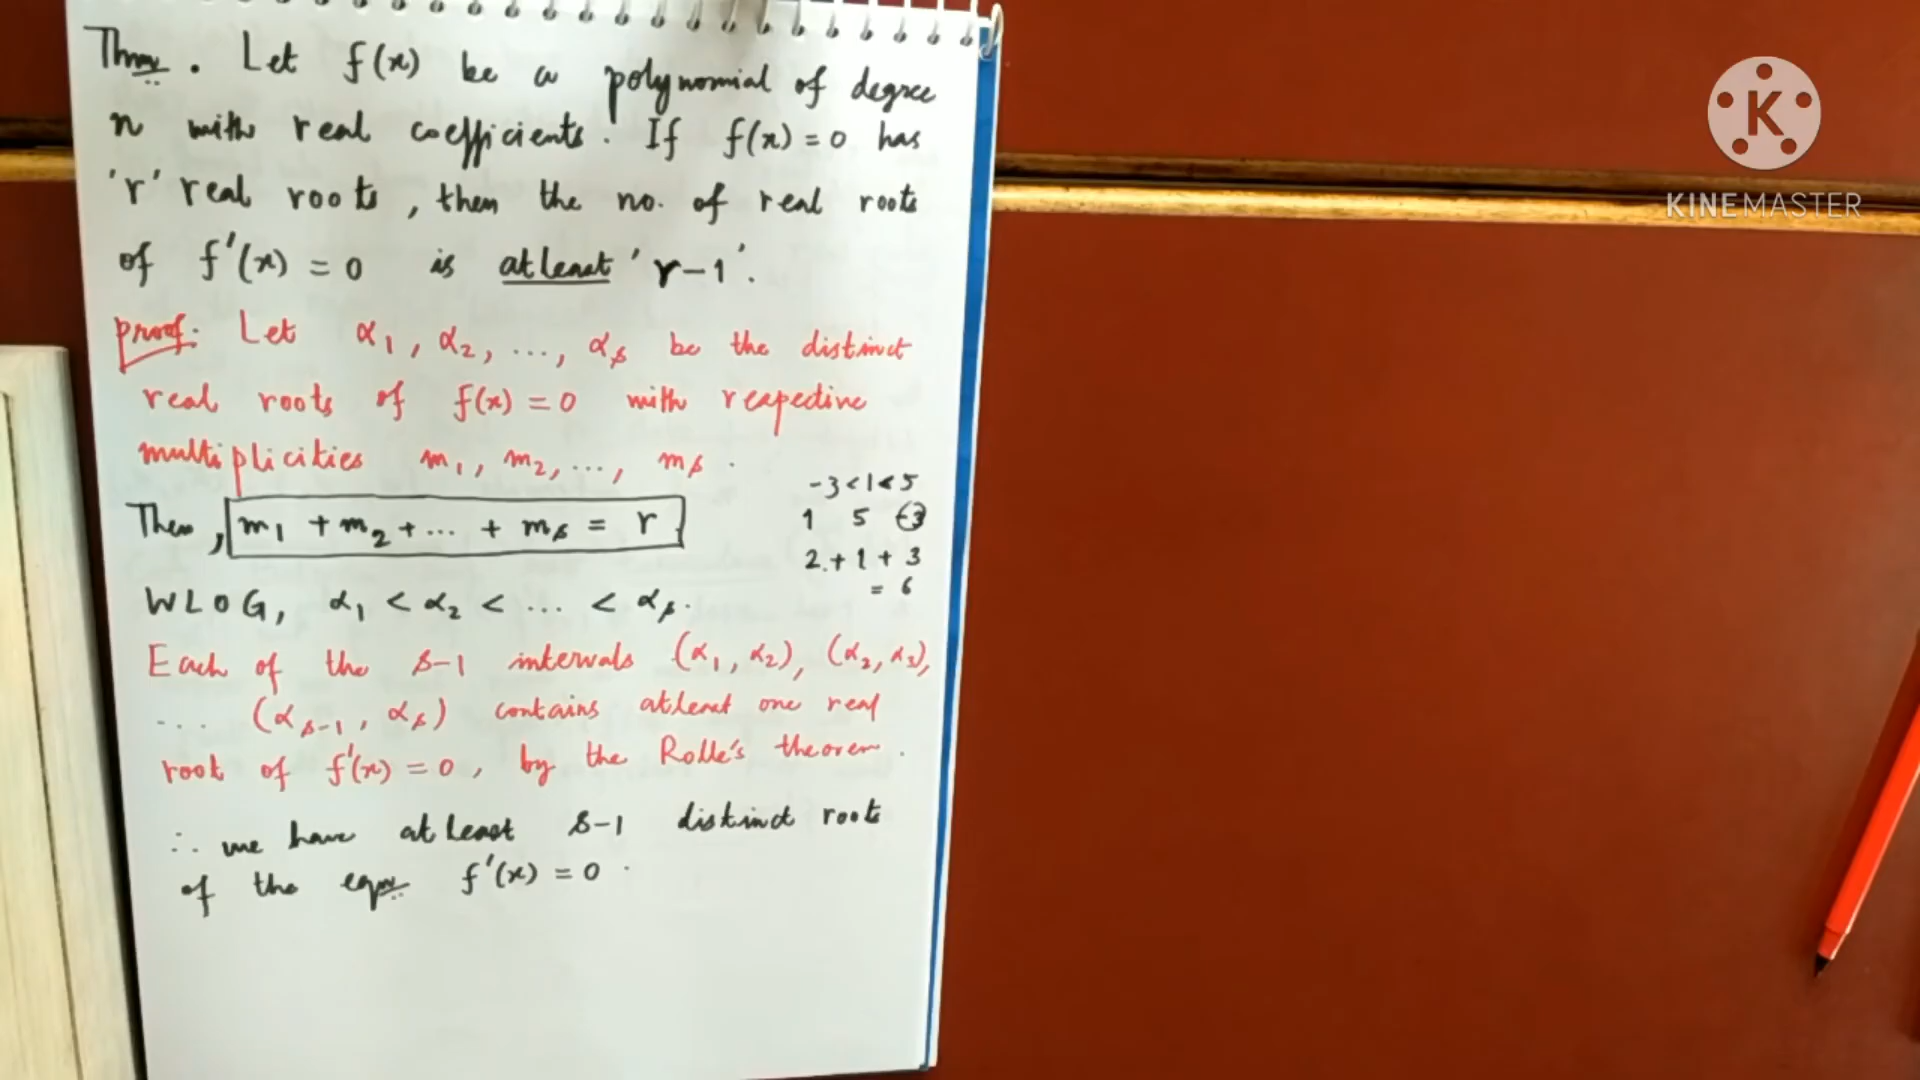 Thm. Let f(x) be a polynomial of degree
n with real coefficients. If f(x) = 0 has
'r' real roots, then the no. of real roots
of f'(x) = 0 is atleast 'r-1'.
proof: Let α1, α2, ..., αs be the distinct
real roots of f(x) = 0 with respective
multiplicities m1, m2, ..., ms.
Then, m1 + m2 + ... + ms = r
-3<1<5
1 5 -3
2 + 1 + 3
= 6
WLOG, α1 < α2 < ... < αs.
Each of the s-1 intervals (α1, α2), (α2, α3),
... (αs-1, αs) contains atleast one real
root of f'(x) = 0, by the Rolle's theorem.
∴ we have at least s-1 distinct roots
of the eqn f'(x) = 0.
K
KINEMASTER